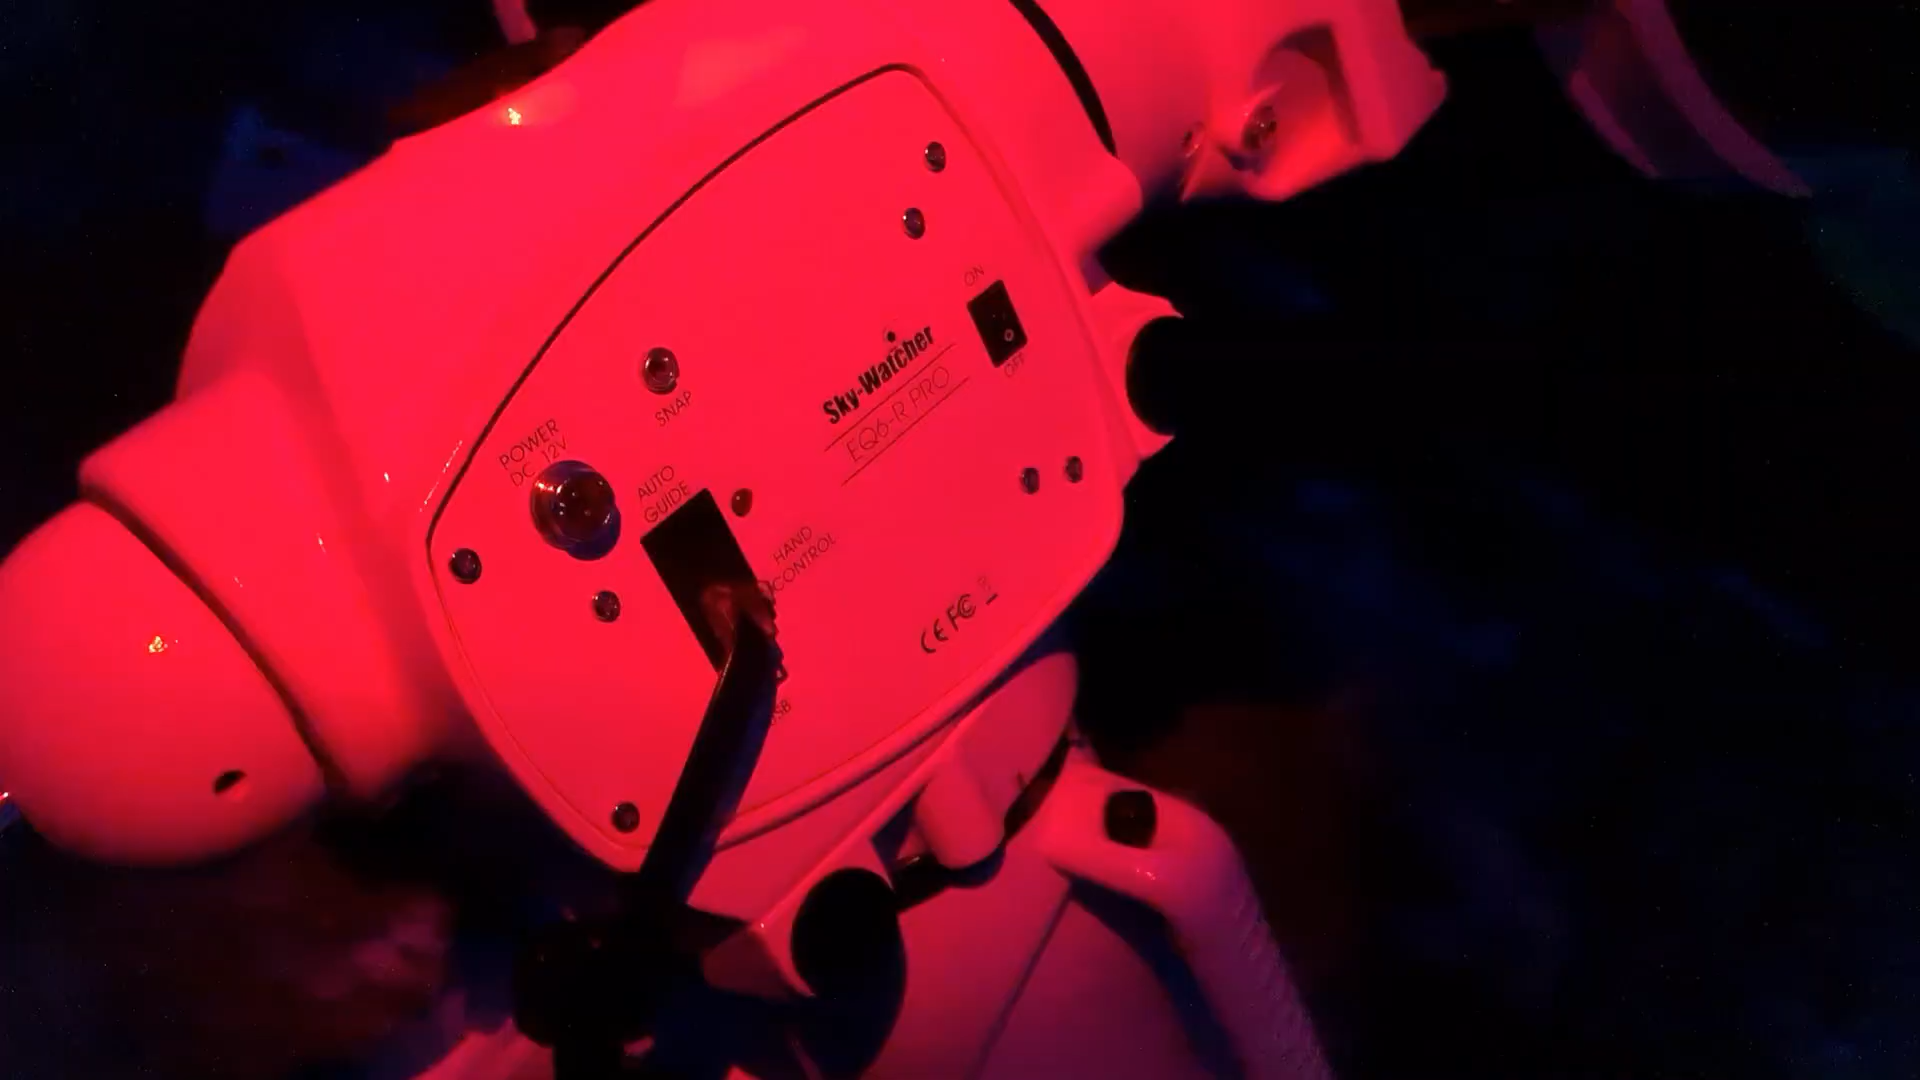 ON
OFF
Sky-Watcher
EQ6-R PRO
SNAP
POWER
DC 12V
AUTO
GUIDE
HAND
CONTROL
CE FC